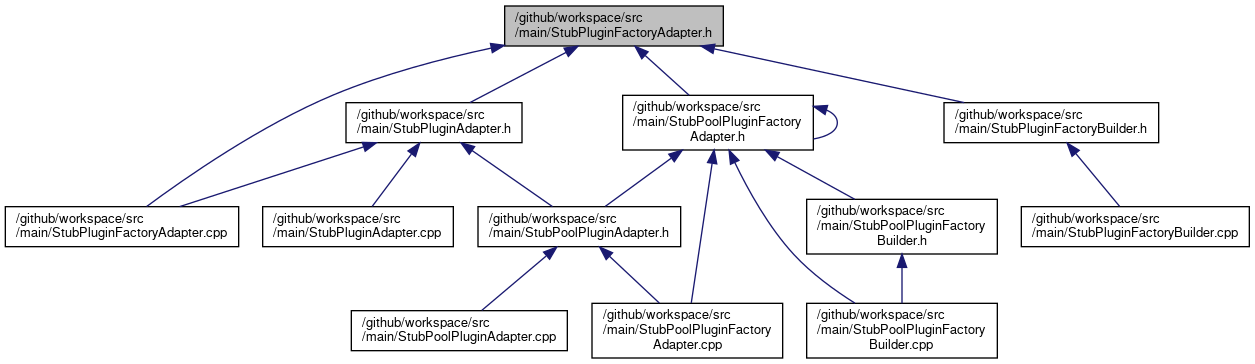 /github/workspace/src
/main/StubPluginFactoryAdapter.h
/github/workspace/src
/main/StubPluginAdapter.h
/github/workspace/src
/main/StubPoolPluginFactory
Adapter.h
/github/workspace/src
/main/StubPluginFactoryBuilder.h
/github/workspace/src
/main/StubPluginFactoryAdapter.cpp
/github/workspace/src
/main/StubPluginAdapter.cpp
/github/workspace/src
/main/StubPoolPluginAdapter.h
/github/workspace/src
/main/StubPoolPluginFactory
Builder.h
/github/workspace/src
/main/StubPluginFactoryBuilder.cpp
/github/workspace/src
/main/StubPoolPluginAdapter.cpp
/github/workspace/src
/main/StubPoolPluginFactory
Adapter.cpp
/github/workspace/src
/main/StubPoolPluginFactory
Builder.cpp